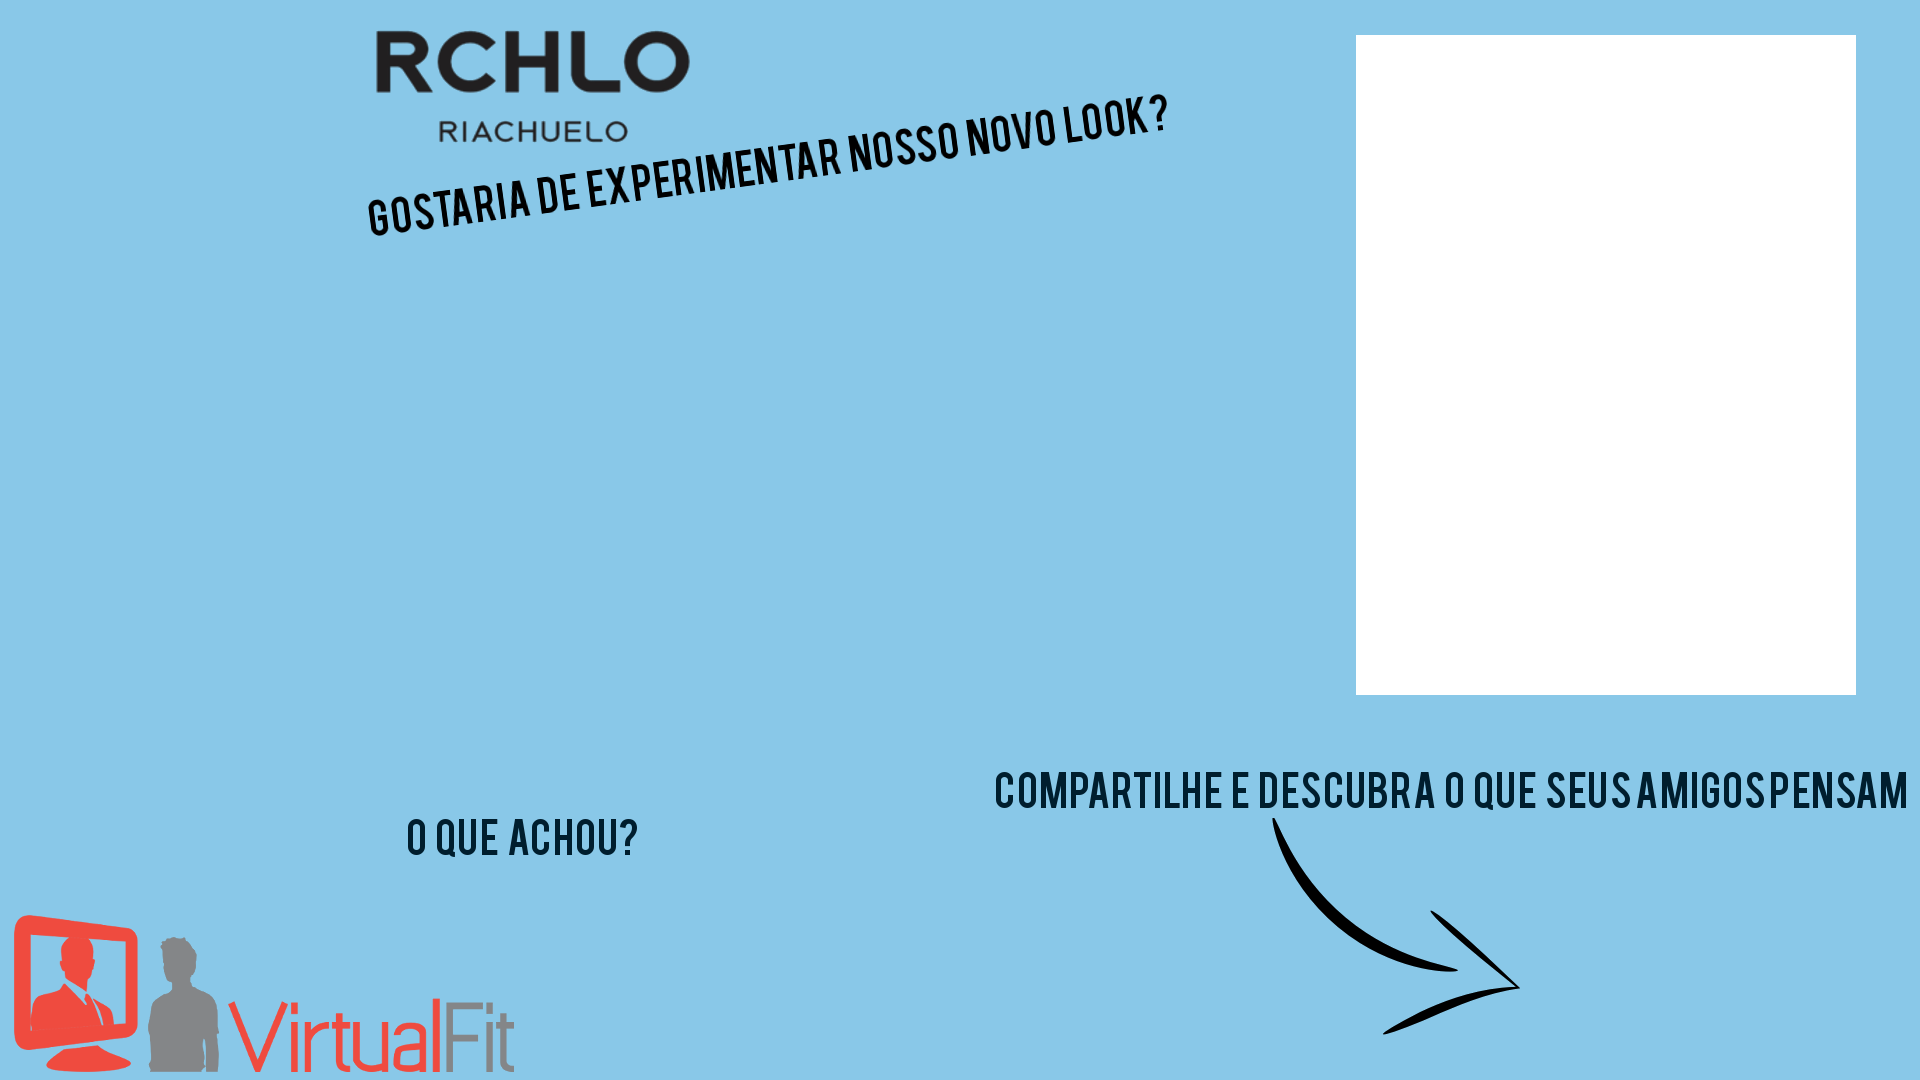 RCHLO
RIACHUELO
GOSTARIA DE EXPERIMENTAR NOSSO NOVO LOOK?
COMPARTILHE E DESCUBRA O QUE SEUS AMIGOS PENSAM
O QUE ACHOU?
VirtualFit